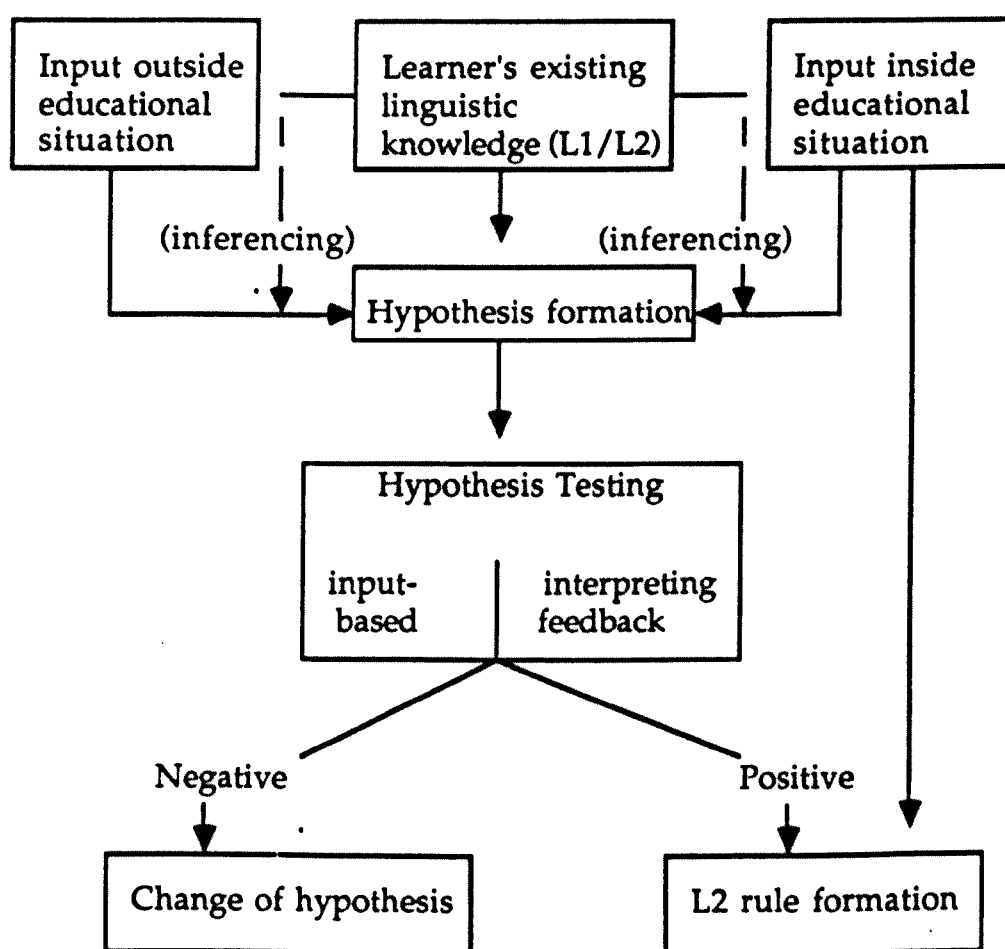 Input outside
educational
situation
Learner's existing
linguistic
knowledge (L1/L2)
Input inside
educational
situation
(inferencing)
(inferencing)
Hypothesis formation
Hypothesis Testing
input-
based
interpreting
feedback
Negative
Positive
Change of hypothesis
L2 rule formation